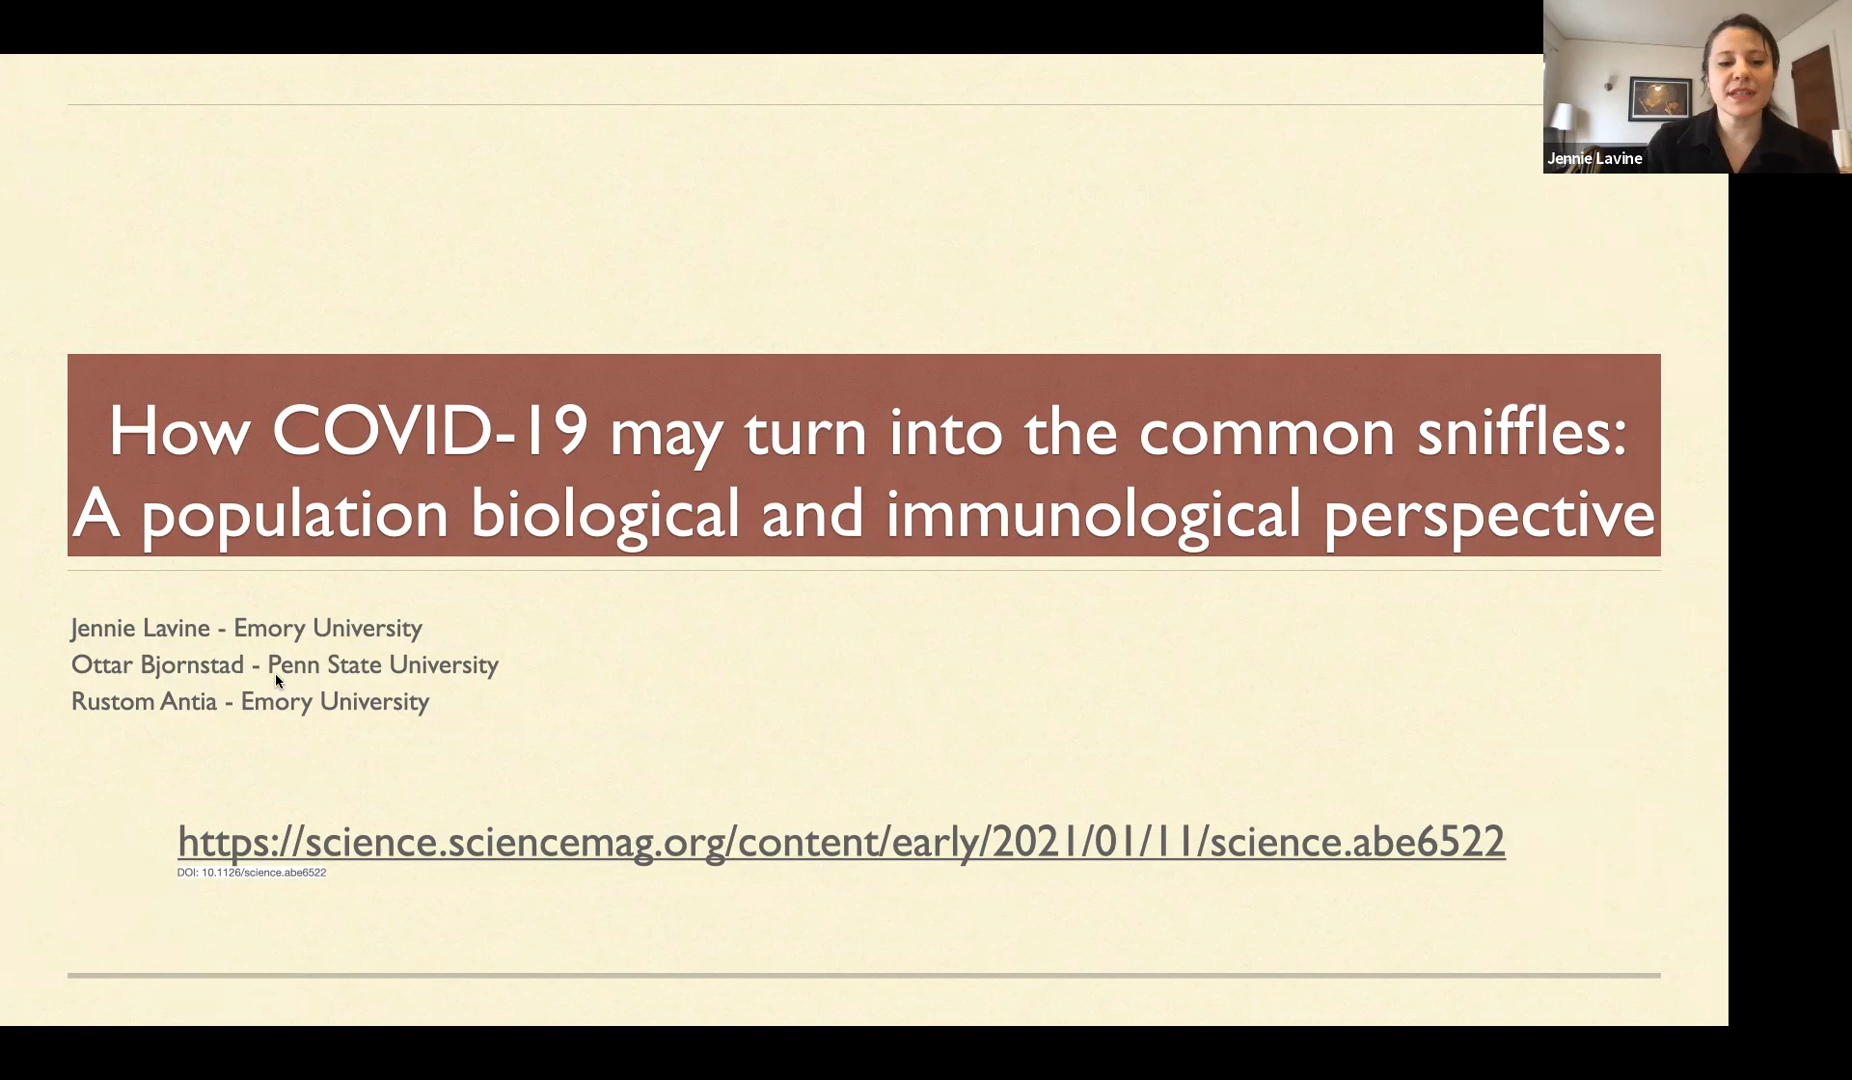 Jennie Lavine
How COVID-19 may turn into the common sniffles:
A population biological and immunological perspective
Jennie Lavine - Emory University
Ottar Bjornstad - Penn State University
Rustom Antia - Emory University
https://science.sciencemag.org/content/early/2021/01/11/science.abe6522
DOI: 10.1126/science.abe6522